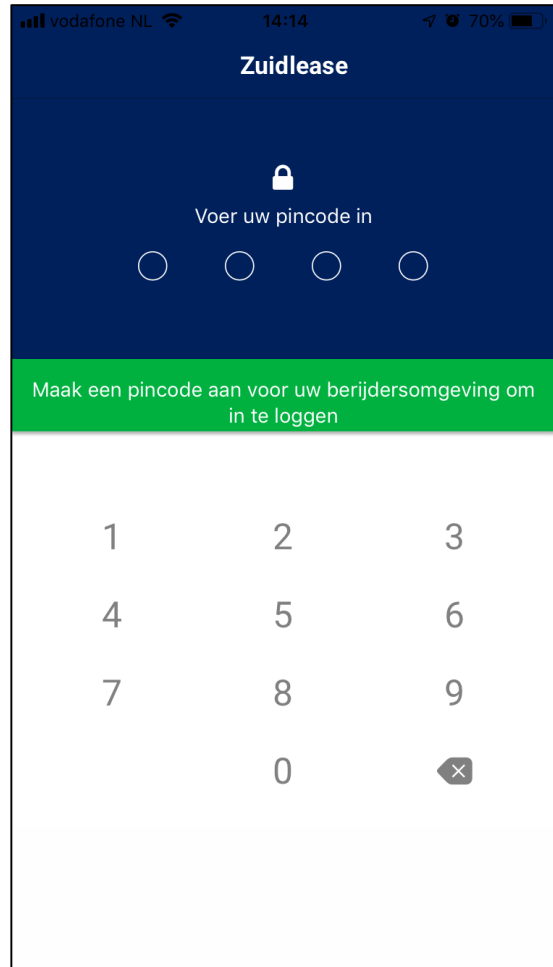 vodafone NL 14:14 70%
Zuidlease
Voer uw pincode in
Maak een pincode aan voor uw berijdersomgeving om
in te loggen
1 2 3
4 5 6
7 8 9
0